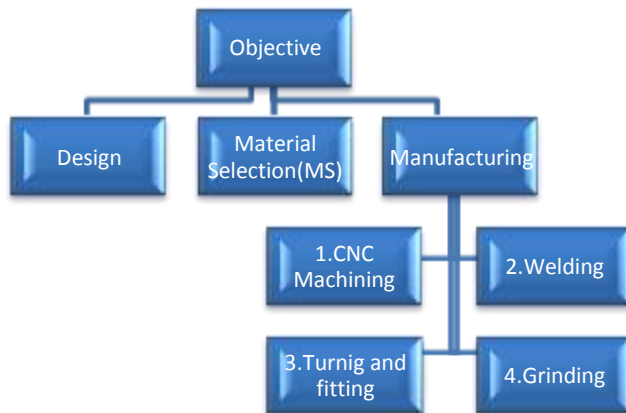 Objective
Design
Material
Selection(MS)
Manufacturing
1.CNC
Machining
2.Welding
3.Turnig and
fitting
4.Grinding